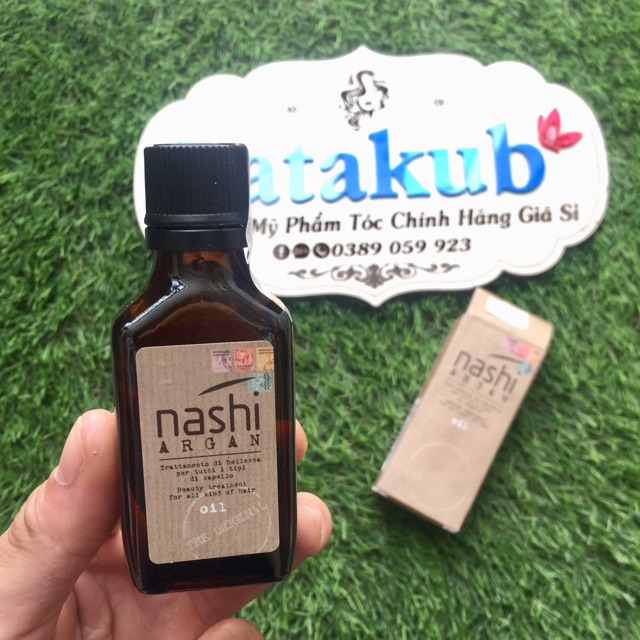 atakub
Mỹ Phẩm Tóc Chính Hãng Giá Sỉ
0389 059 923
nashi
ARGAN
Trattamento di bellezza
per tutti i tipi
di capello
Beauty treatment
for all kind of hair
oil
THE ORIGINAL
nashi
ARGAN
oil